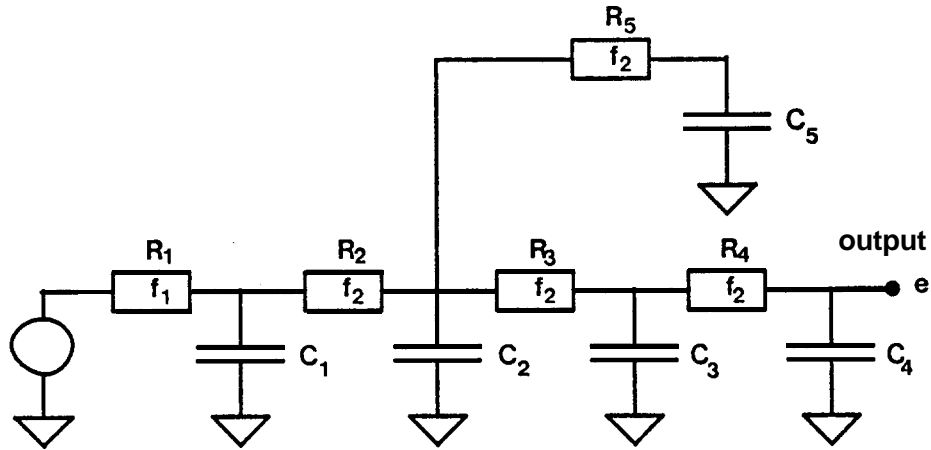 R5
f2
C5
output
R1 R2 R3 R4
f1 f2 f2 f2 e
C1 C2 C3 C4